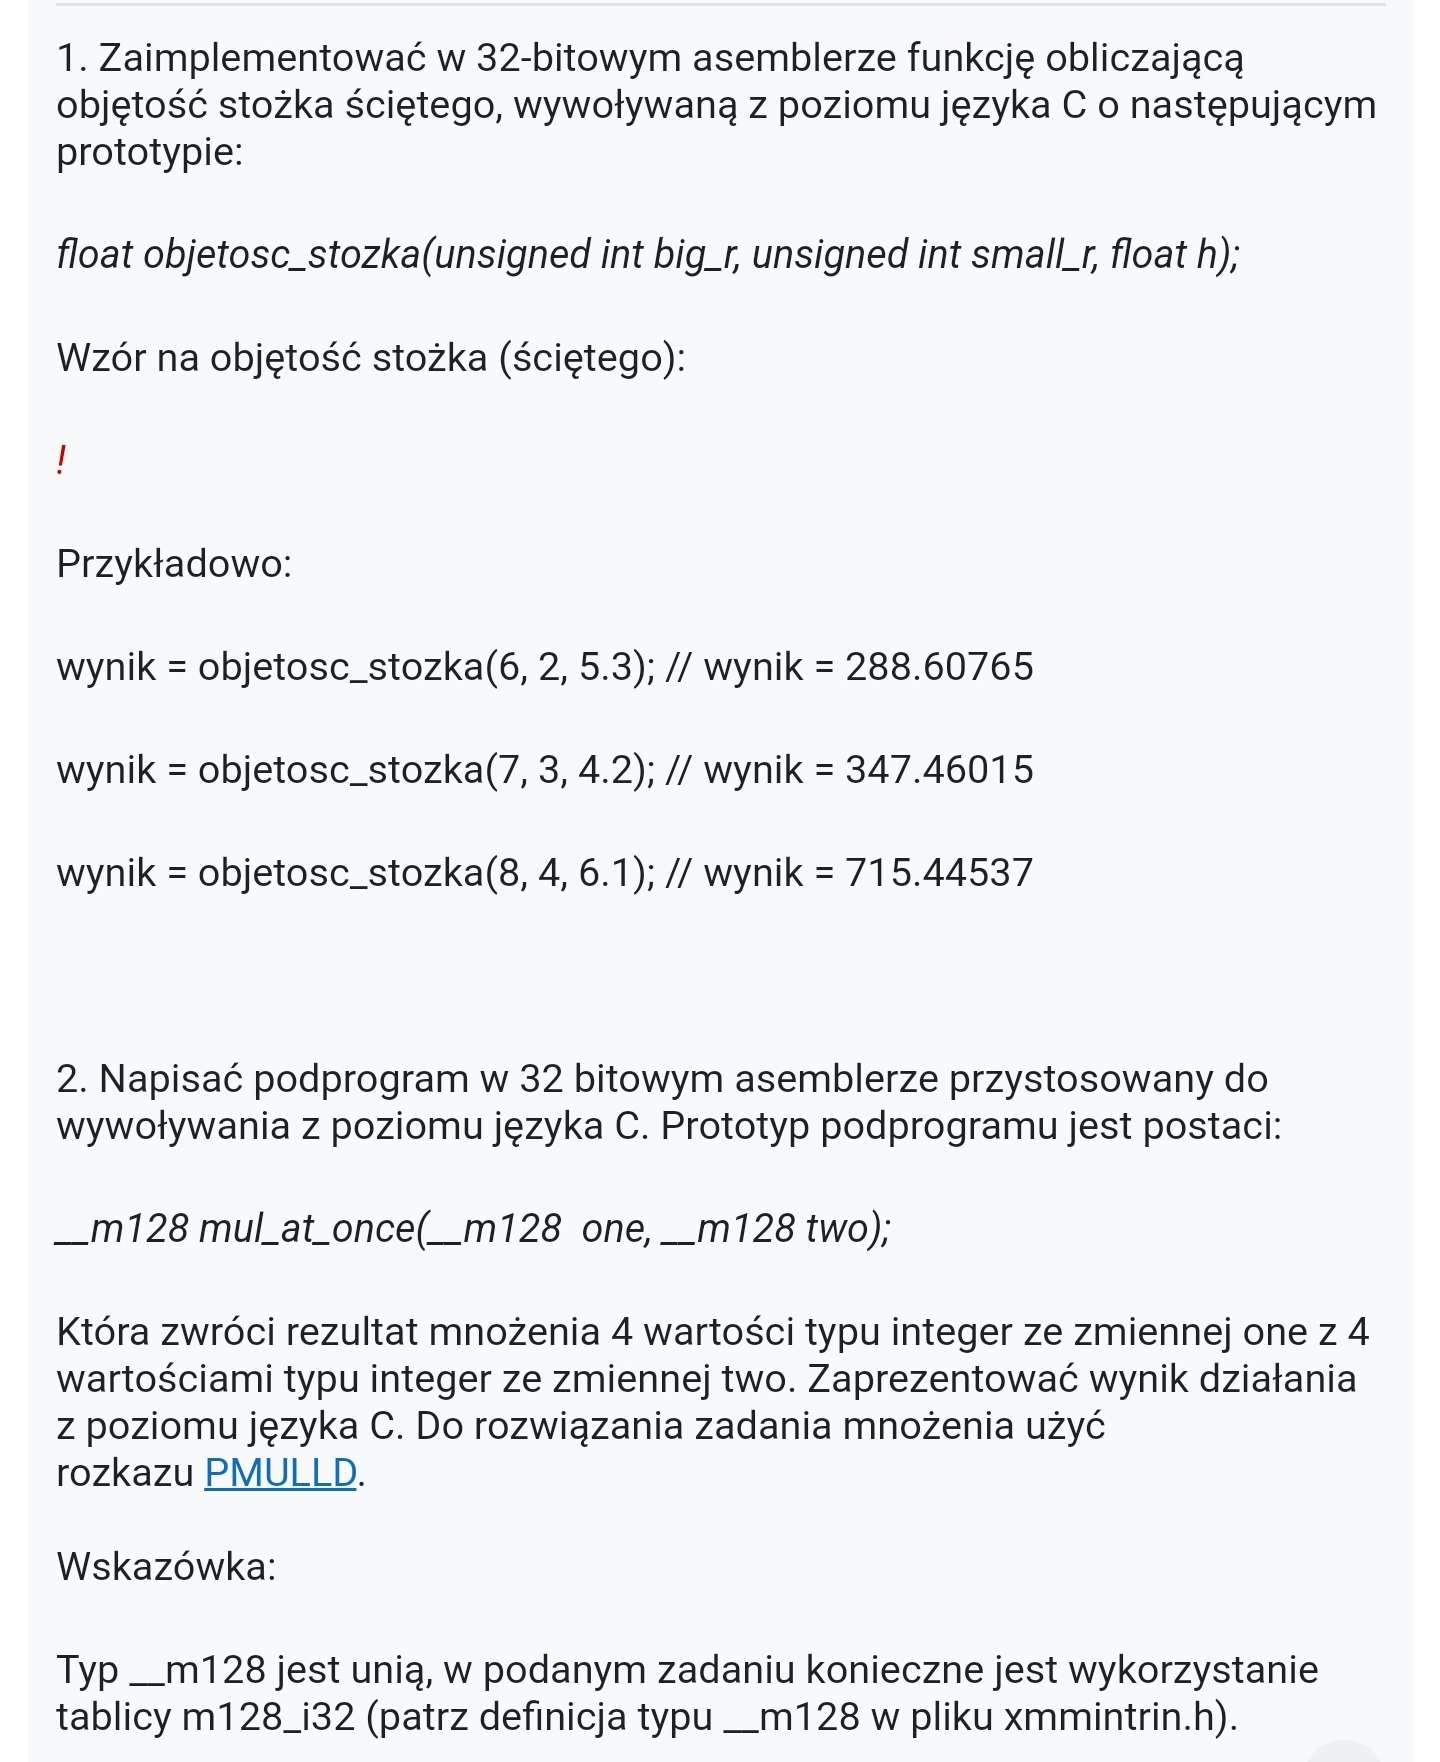 1. Zaimplementować w 32-bitowym asemblerze funkcję obliczającą
objętość stożka ściętego, wywoływaną z poziomu języka C o następującym
prototypie:
float objetosc_stozka(unsigned int big_r, unsigned int small_r, float h);
Wzór na objętość stożka (ściętego):
!
Przykładowo:
wynik = objetosc_stozka(6, 2, 5.3); // wynik = 288.60765
wynik = objetosc_stozka(7, 3, 4.2); // wynik = 347.46015
wynik = objetosc_stozka(8, 4, 6.1); // wynik = 715.44537
2. Napisać podprogram w 32 bitowym asemblerze przystosowany do
wywoływania z poziomu języka C. Prototyp podprogramu jest postaci:
__m128 mul_at_once(__m128  one, __m128 two);
Która zwróci rezultat mnożenia 4 wartości typu integer ze zmiennej one z 4
wartościami typu integer ze zmiennej two. Zaprezentować wynik działania
z poziomu języka C. Do rozwiązania zadania mnożenia użyć
rozkazu PMULLD.
Wskazówka:
Typ __m128 jest unią, w podanym zadaniu konieczne jest wykorzystanie
tablicy m128_i32 (patrz definicja typu __m128 w pliku xmmintrin.h).